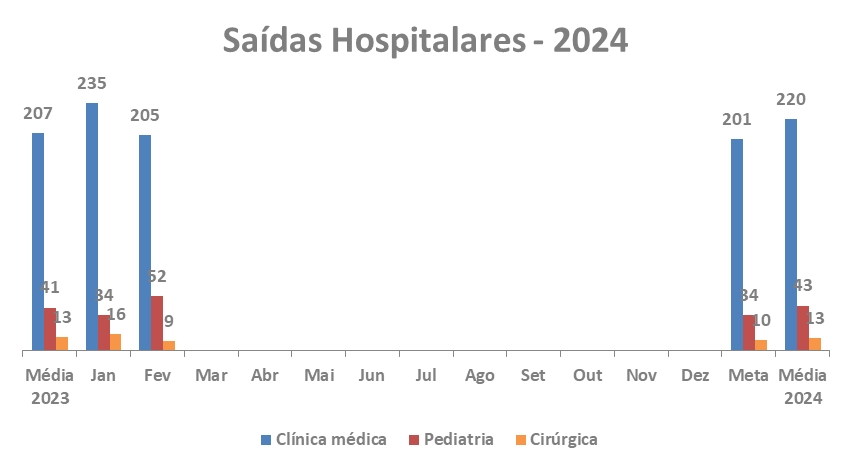 Saídas Hospitalares - 2024
207 41 13
235 34 16
205 52 9
201 34 10
220 43 13
Média 2023 Jan Fev Mar Abr Mai Jun Jul Ago Set Out Nov Dez Meta Média 2024
Clínica médica Pediatria Cirúrgica